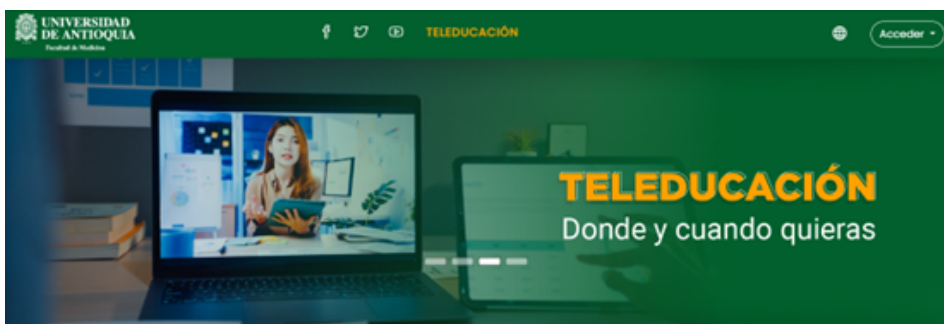 UNIVERSIDAD
DE ANTIOQUIA
Facultad de Medicina
TELEDUCACIÓN
Acceder
TELEDUCACIÓN
Donde y cuando quieras